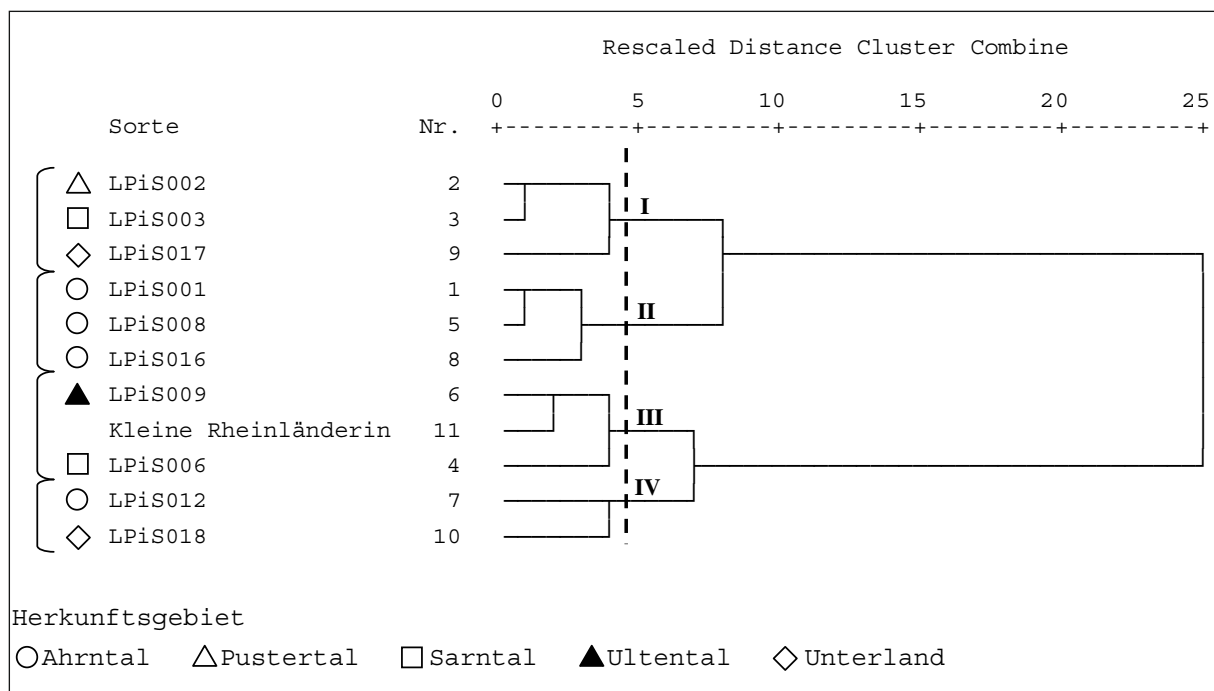 Rescaled Distance Cluster Combine
0 5 10 15 20 25
Sorte Nr. +---------+---------+---------+---------+---------+
LPiS002 2
I
LPiS003 3
LPiS017 9
LPiS001 1
II
LPiS008 5
LPiS016 8
LPiS009 6
III
Kleine Rheinländerin 11
LPiS006 4
IV
LPiS012 7
LPiS018 10
Herkunftsgebiet
Ahrntal Pustertal Sarntal Ultental Unterland